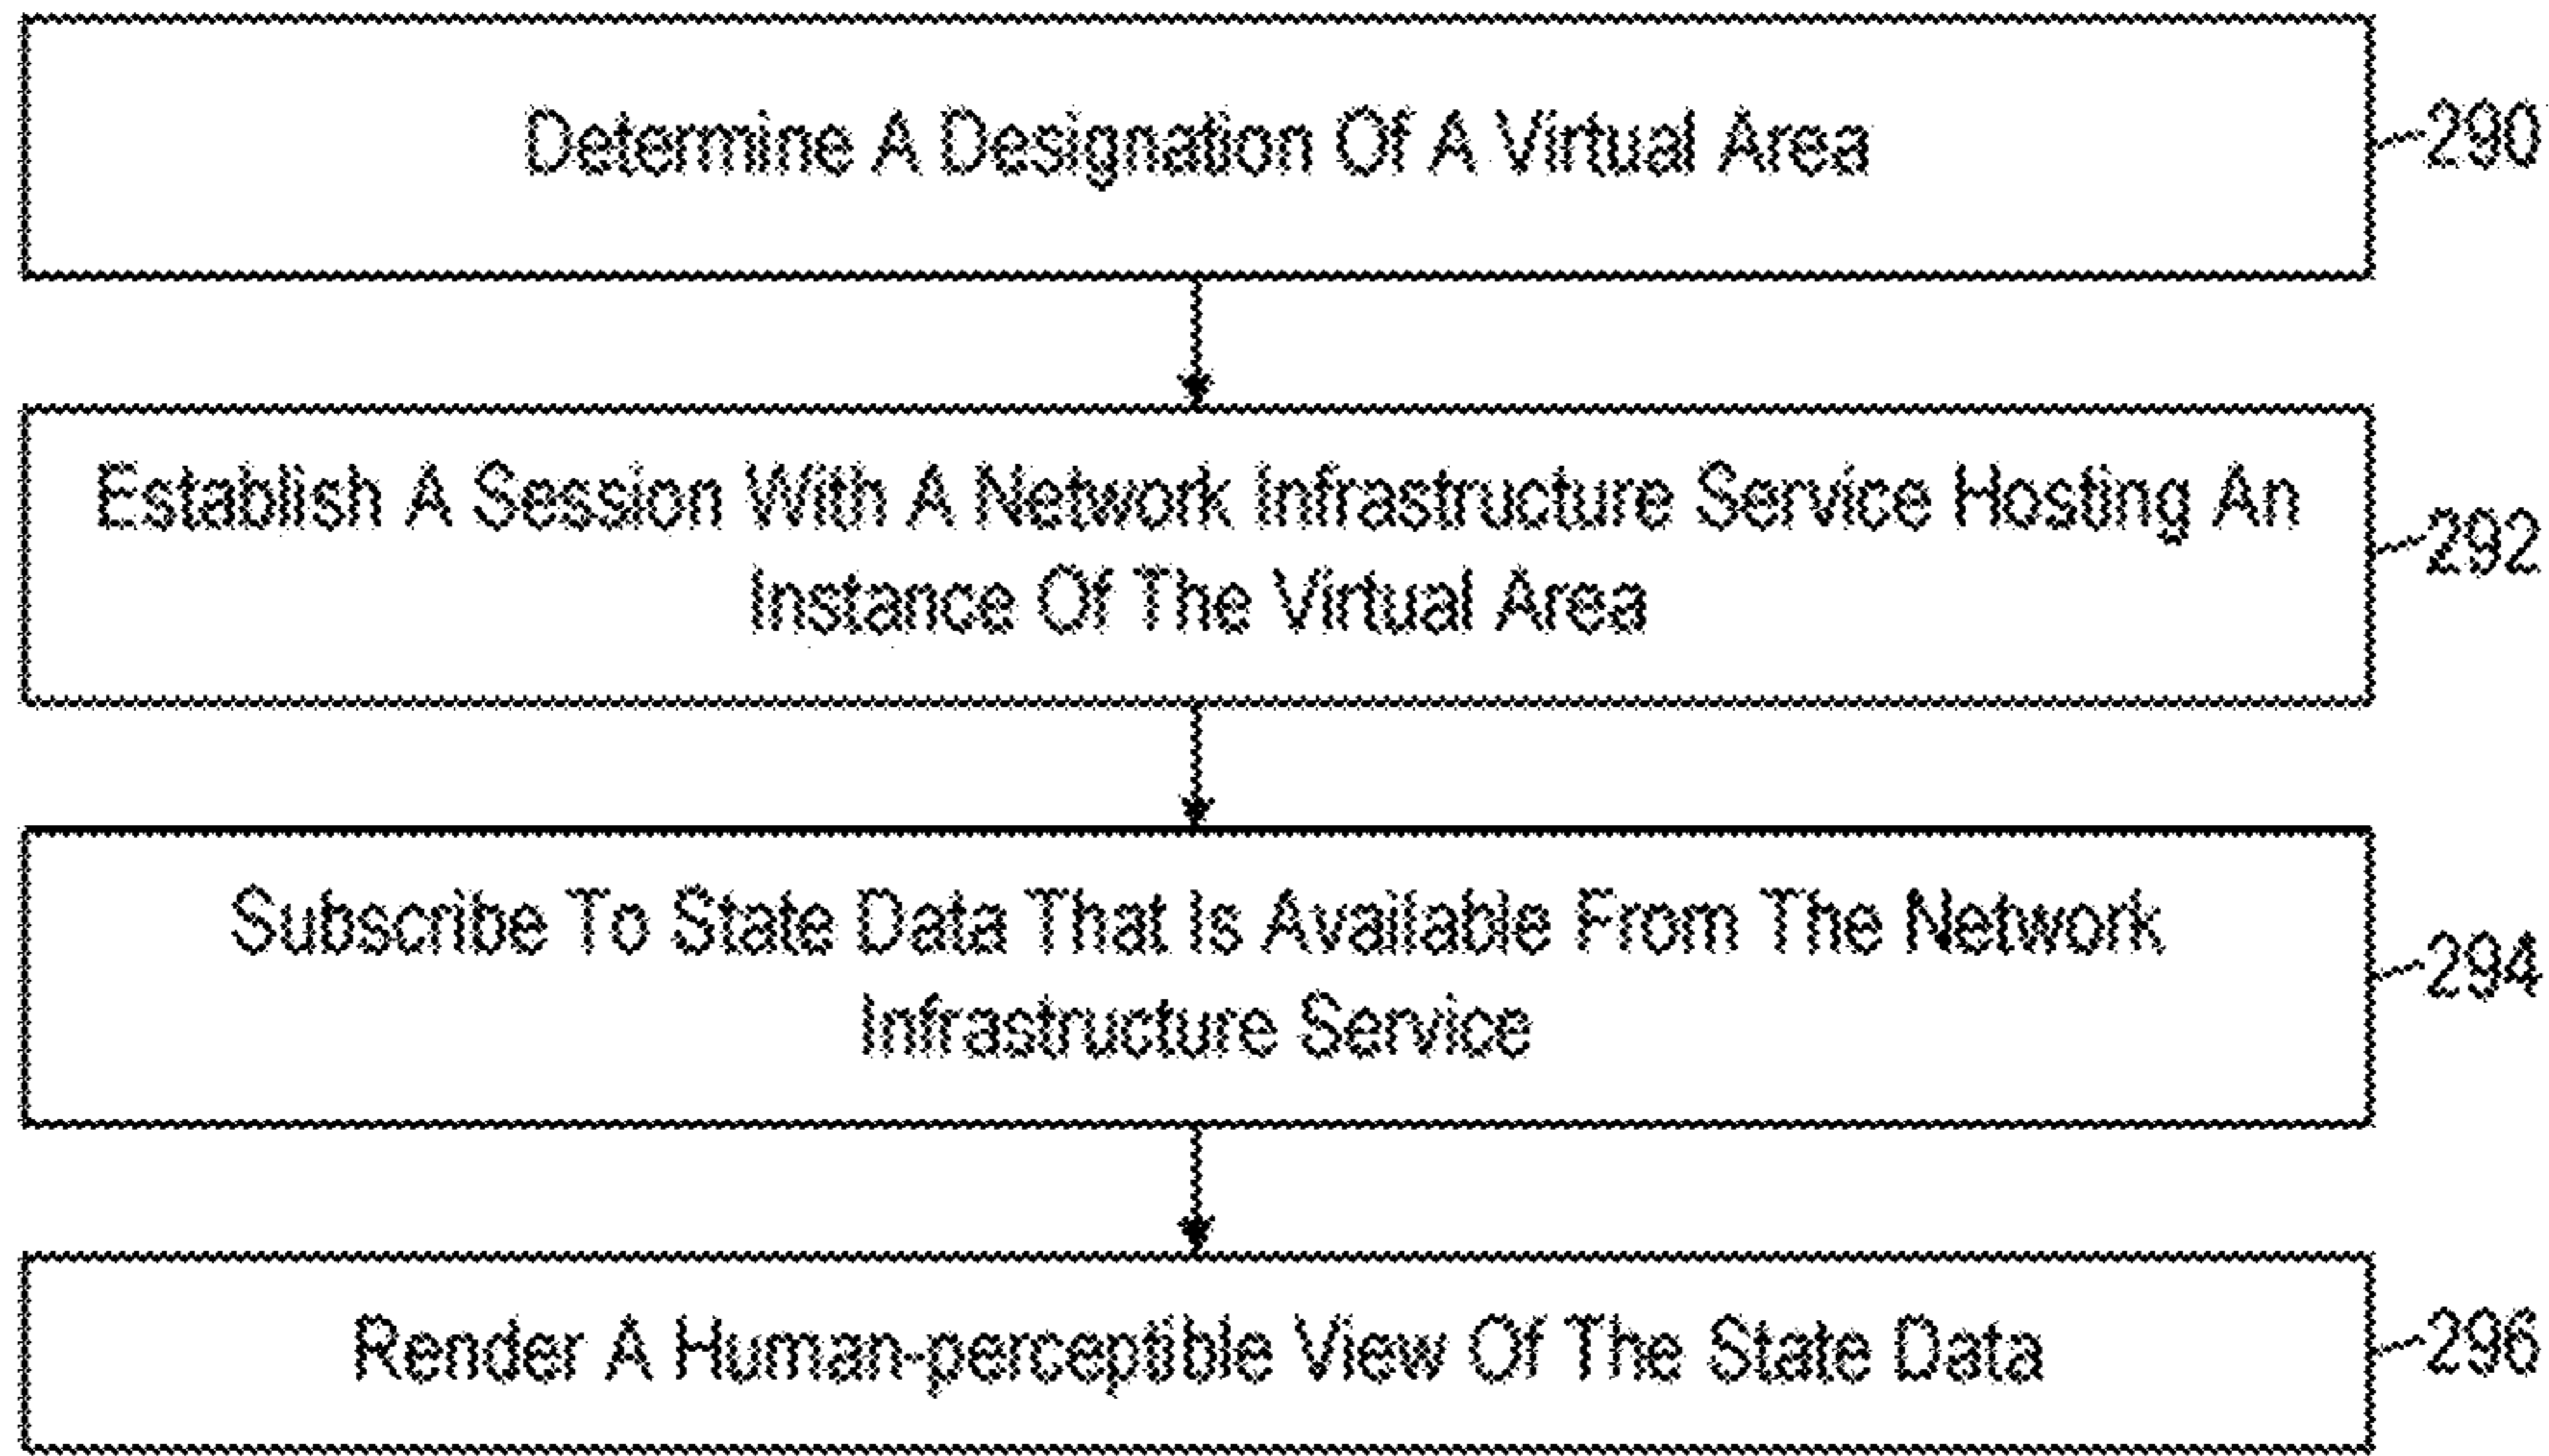 Determine A Designation Of A Virtual Area
290
Establish A Session With A Network Infrastructure Service Hosting An
Instance Of The Virtual Area
292
Subscribe To State Data That Is Available From The Network
Infrastructure Service
294
Render A Human-perceptible View Of The State Data
296